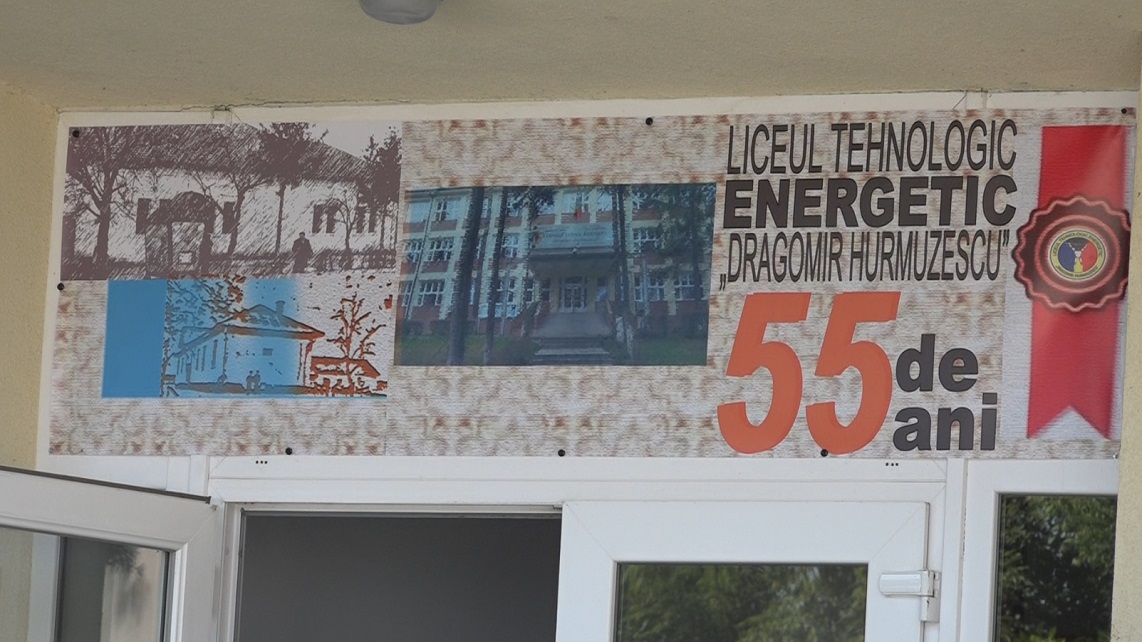 LICEUL TEHNOLOGIC
ENERGETIC
„DRAGOMIR HURMUZESCU”
55 de
ani